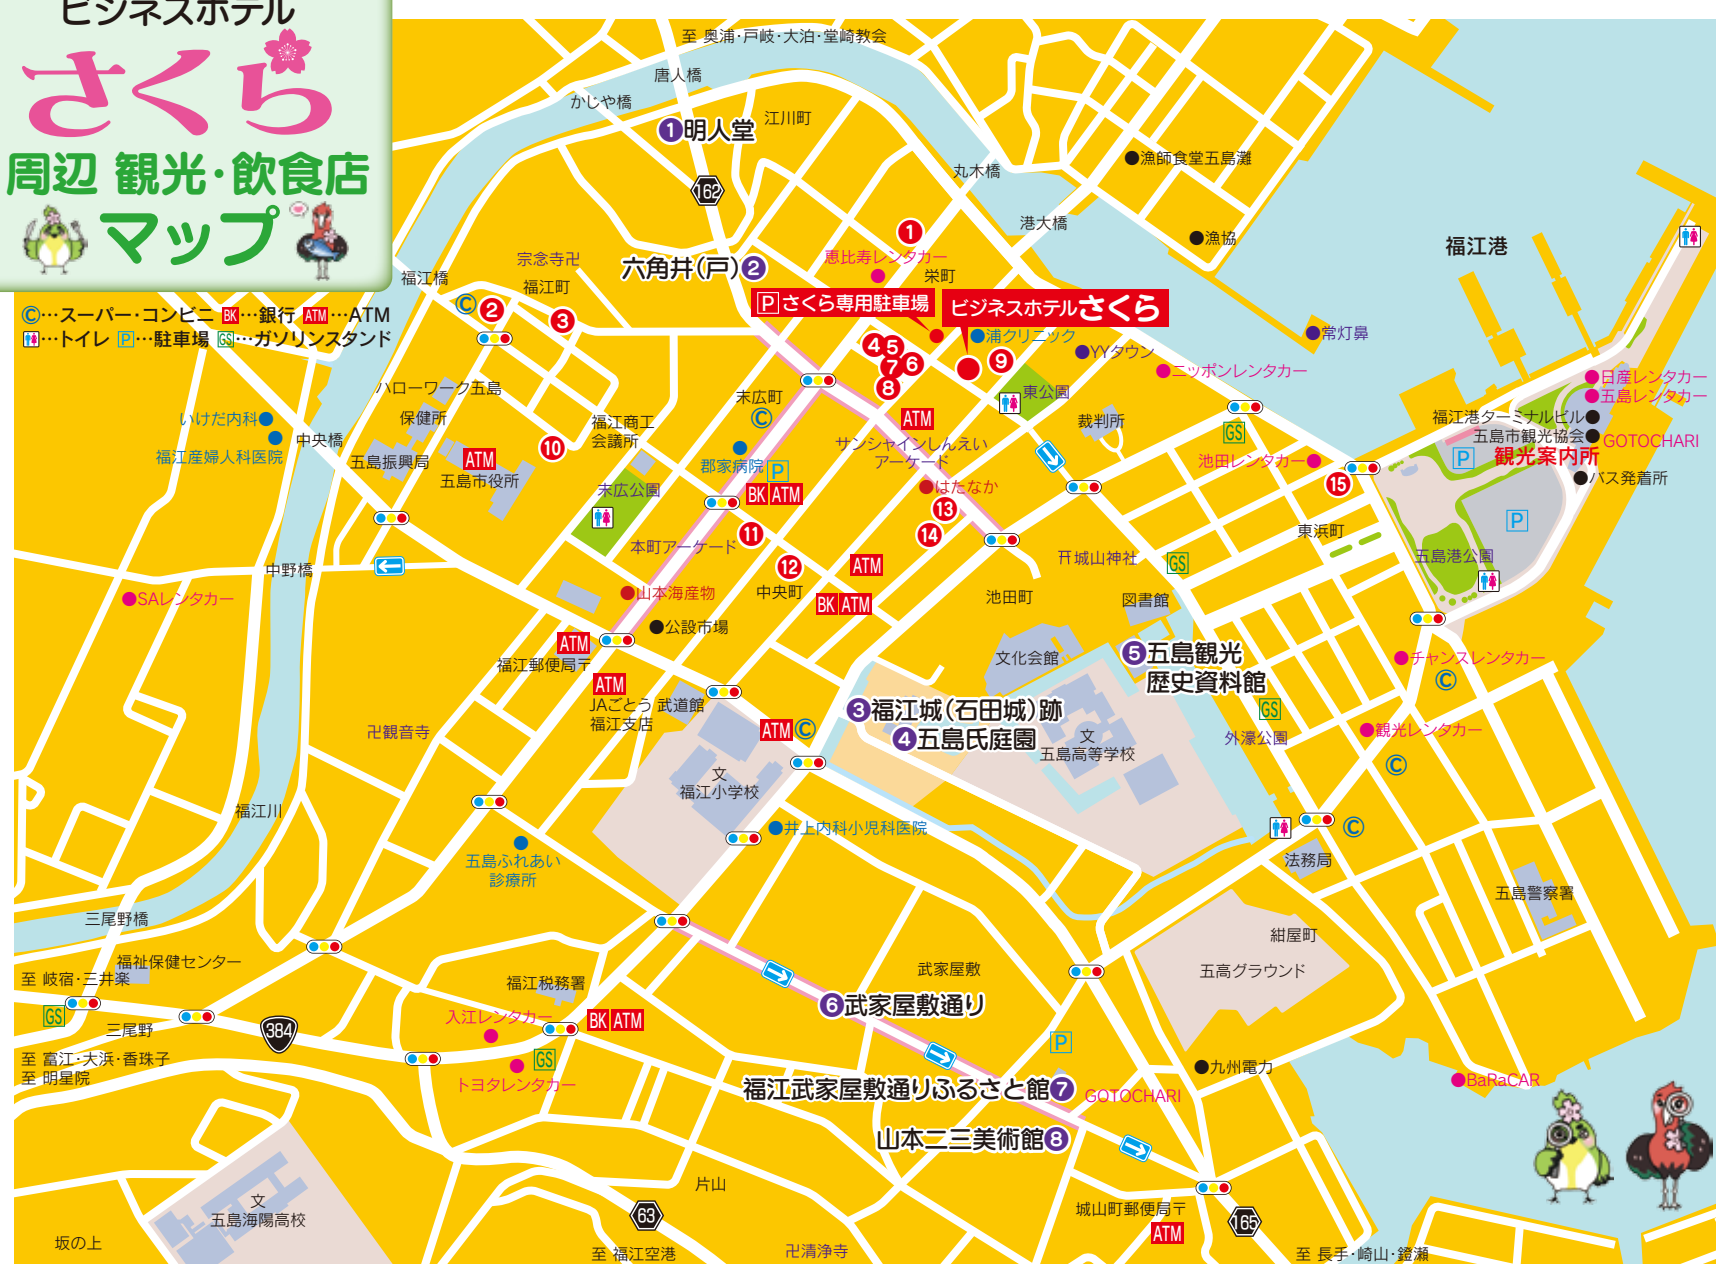 ビジネスホテル
さくら
周辺 観光・飲食店
マップ
Ⓒ…スーパー・コンビニ BK…銀行 ATM…ATM
…トイレ P…駐車場 GS…ガソリンスタンド
至 奥浦・戸岐・大泊・堂崎教会
唐人橋
かじや橋
❶明人堂
江川町
162
丸木橋
●漁師食堂五島灘
港大橋
●漁協
福江港
宗念寺卍
福江町
福江橋
Ⓒ
2
3
六角井(戸)❷
1
恵比寿レンタカー
栄町
Pさくら専用駐車場
ビジネスホテルさくら
●浦クリニック
●YYタウン
●常灯鼻
●ニッポンレンタカー
4
5
6
7
8
9
東公園
裁判所
●日産レンタカー
●五島レンタカー
福江港ターミナルビル●
五島市観光協会●
GOTOCHARI
観光案内所
●バス発着所
P
P
ハローワーク五島
保健所
いけだ内科●
福江産婦人科医院
中央橋
五島振興局
ATM
五島市役所
10
福江商工
会議所
末広町
Ⓒ
郡家病院
P
BK ATM
末広公園
ATM
サンシャインしんえい
アーケード
●はたなか
13
14
GS
池田レンタカー●
15
東浜町
五島港公園
本町アーケード
11
12
中央町
ATM
BK ATM
城山神社
GS
図書館
池田町
中野橋
●SAレンタカー
●山本海産物
●公設市場
ATM
福江郵便局〒
ATM
JAごとう
福江支店
武道館
文化会館
❺五島観光
歴史資料館
●チャンスレンタカー
Ⓒ
❸福江城(石田城)跡
❹五島氏庭園
文
五島高等学校
GS
外濠公園
●観光レンタカー
Ⓒ
卍観音寺
ATM Ⓒ
文
福江小学校
福江川
●井上内科小児科医院
五島ふれあい
診療所
Ⓒ
法務局
五島警察署
三尾野橋
福祉保健センター
至 岐宿・三井楽
GS
三尾野
384
至 富江・大浜・香珠子
至 明星院
福江税務署
入江レンタカー
BK ATM
GS
トヨタレンタカー
武家屋敷
❻武家屋敷通り
紺屋町
五高グラウンド
P
●九州電力
福江武家屋敷通りふるさと館❼
GOTOCHARI
●BaRaCAR
山本二三美術館❽
文
五島海陽高校
坂の上
片山
63
至 福江空港
卍清浄寺
城山町郵便局〒
ATM
165
至 長手・崎山・鐙瀬